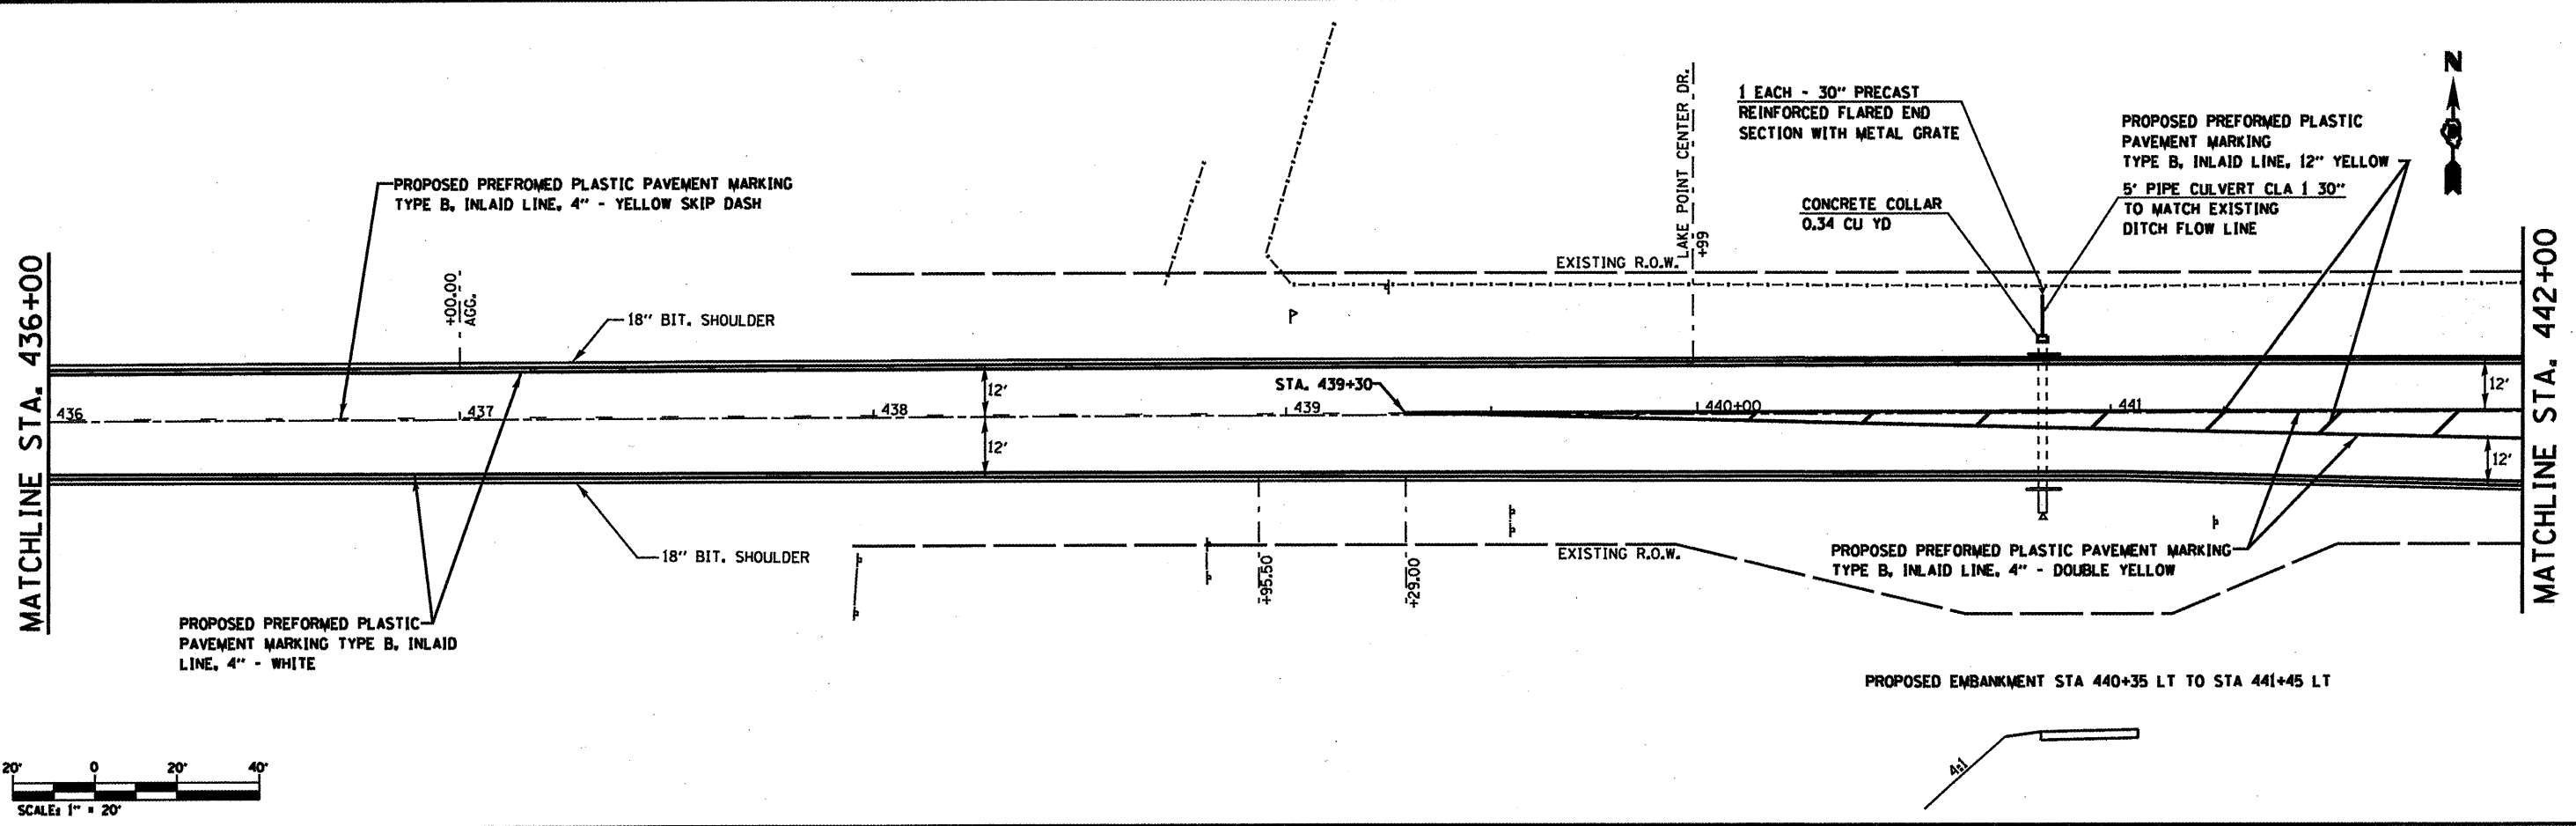 N
1 EACH - 30" PRECAST
REINFORCED FLARED END
SECTION WITH METAL GRATE
PROPOSED PREFORMED PLASTIC
PAVEMENT MARKING
TYPE B, INLAID LINE, 12" YELLOW
5' PIPE CULVERT CLA 1 30"
TO MATCH EXISTING
DITCH FLOW LINE
CONCRETE COLLAR
0.34 CU YD
LAKE POINT CENTER DR.
+99
PROPOSED PREFROMED PLASTIC PAVEMENT MARKING
TYPE B, INLAID LINE, 4" - YELLOW SKIP DASH
EXISTING R.O.W.
MATCHLINE STA. 436+00
+00.00
AGG.
18" BIT. SHOULDER
MATCHLINE STA. 442+00
12'
12'
STA. 439+30
436
437
438
439
440+00
441
12'
12'
18" BIT. SHOULDER
+95.50
+29.00
EXISTING R.O.W.
PROPOSED PREFORMED PLASTIC PAVEMENT MARKING
TYPE B, INLAID LINE, 4" - DOUBLE YELLOW
PROPOSED PREFORMED PLASTIC
PAVEMENT MARKING TYPE B, INLAID
LINE, 4" - WHITE
PROPOSED EMBANKMENT STA 440+35 LT TO STA 441+45 LT
4:1
20' 0 20' 40'
SCALE: 1" = 20'